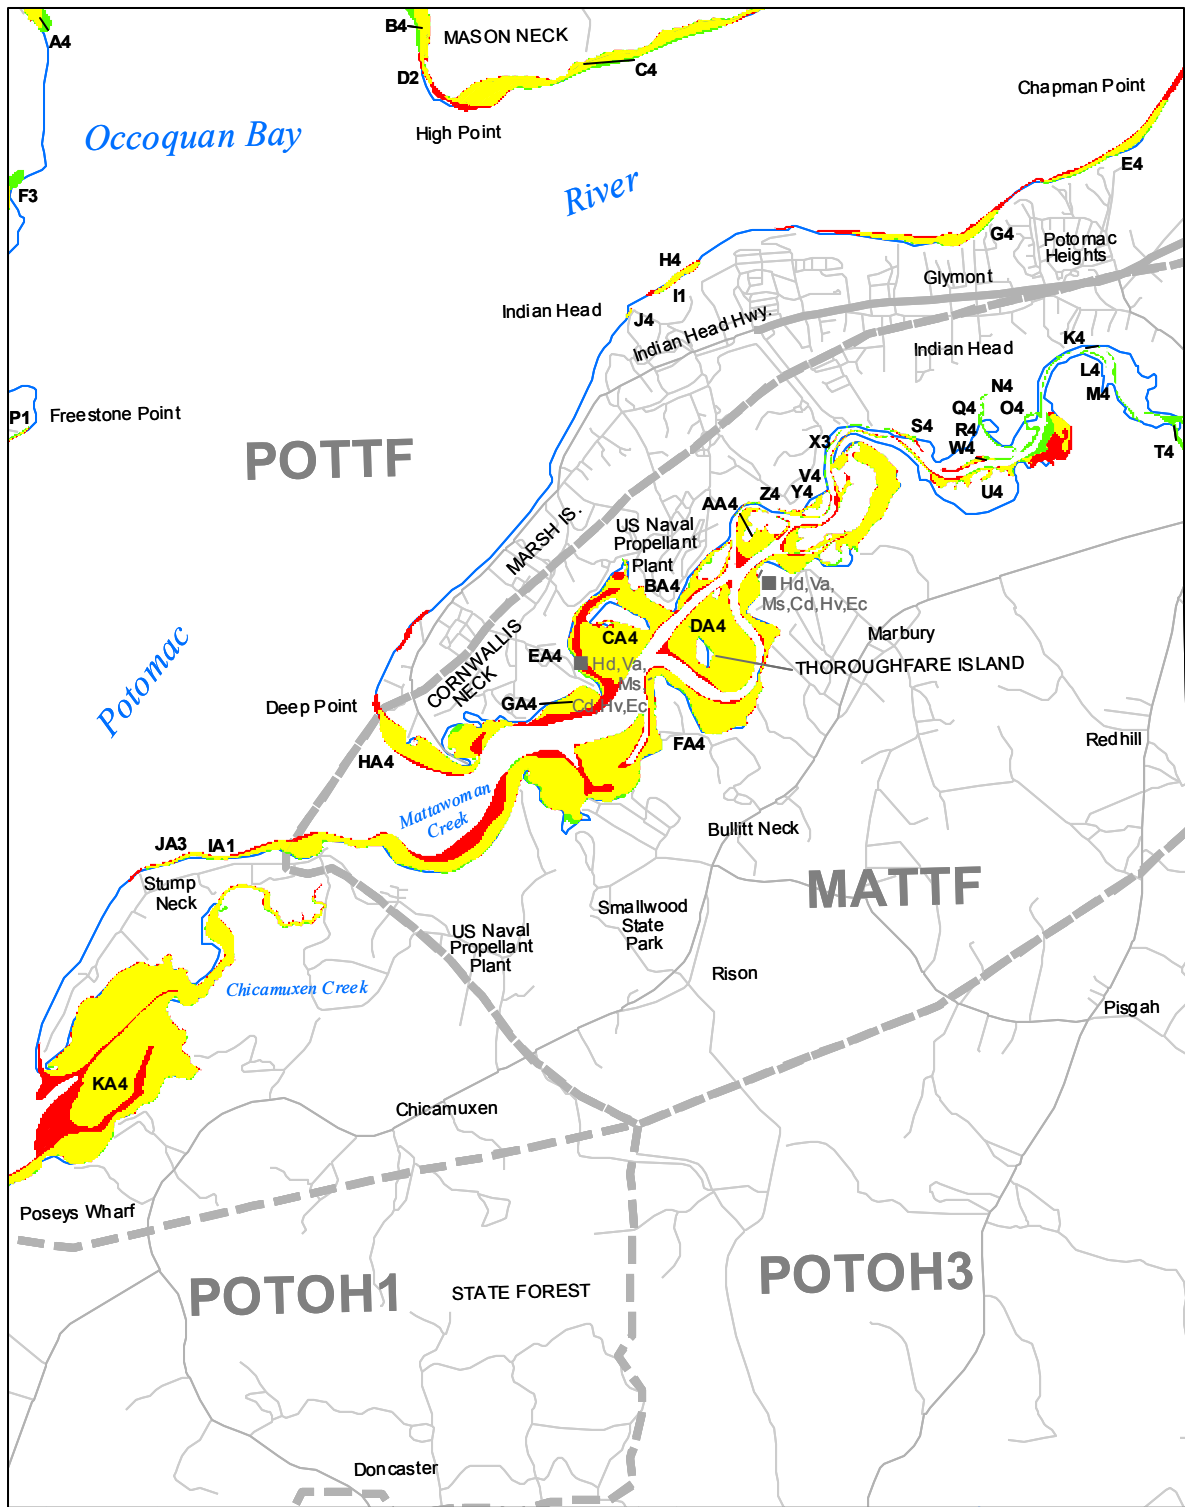 A4
B4
MASON NECK
D2
C4
Chapman Point
High Point
Occoquan Bay
E4
F3
River
G4
Potomac
Heights
H4
Glymont
I1
Indian Head
J4
Indian Head Hwy.
K4
Indian Head
L4
N4
M4
P1
Freestone Point
Q4
O4
S4
R4
X3
W4
T4
POTTF
V4
U4
Z4
Y4
AA4
MARSH IS.
US Naval
Propellant
Plant
BA4
Hd,Va,
Ms,Cd,Hv,Ec
DA4
Marbury
CA4
CORNWALLIS
NECK
EA4
Hd,Va,
Ms,
Cd,Hv,Ec
THOROUGHFARE ISLAND
Potomac
Deep Point
GA4
FA4
Redhill
HA4
Mattawoman
Creek
Bullitt Neck
JA3
IA1
Stump
Neck
MATTF
Smallwood
State
Park
US Naval
Propellant
Plant
Rison
Chicamuxen Creek
Pisgah
KA4
Chicamuxen
Poseys Wharf
POTOH1
STATE FOREST
POTOH3
Doncaster